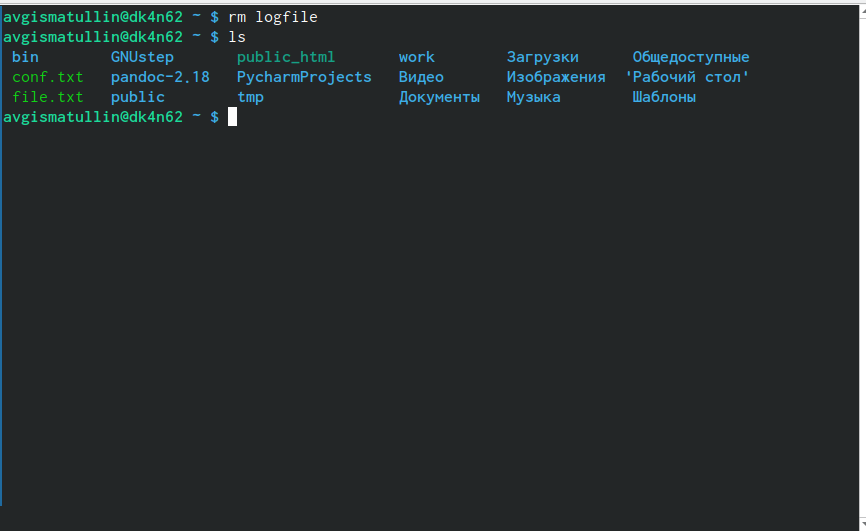 avgismatullin@dk4n62 ~ $ rm logfile
avgismatullin@dk4n62 ~ $ ls
bin GNUstep public_html work Загрузки Общедоступные
conf.txt pandoc-2.18 PycharmProjects Видео Изображения 'Рабочий стол'
file.txt public tmp Документы Музыка Шаблоны
avgismatullin@dk4n62 ~ $